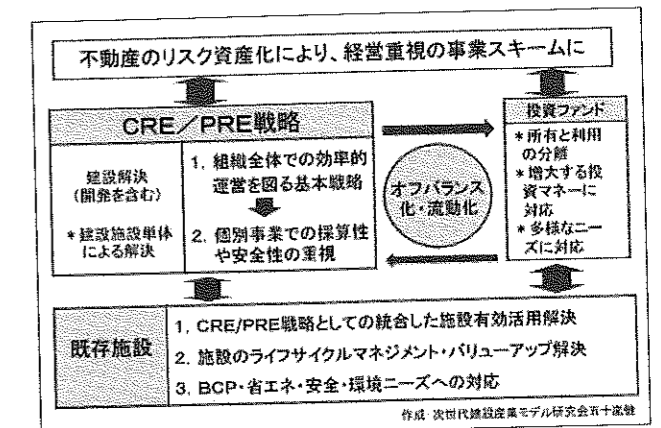 不動産のリスク資産化により、経営重視の事業スキームに
CRE／PRE戦略
建設解決
(開発を含む)
＊建設施設単体
による解決
1. 組織全体での効率的
運営を図る基本戦略
2. 個別事業での採算性
や安全性の重視
オフバランス
化・流動化
投資ファンド
＊所有と利用
の分離
＊増大する投
資マネーに
対応
＊多様なニー
ズに対応
既存施設
1. CRE/PRE戦略としての統合した施設有効活用解決
2. 施設のライフサイクルマネジメント・バリューアップ解決
3. BCP・省エネ・安全・環境ニーズへの対応
作成 次世代建設産業モデル研究会五十嵐健